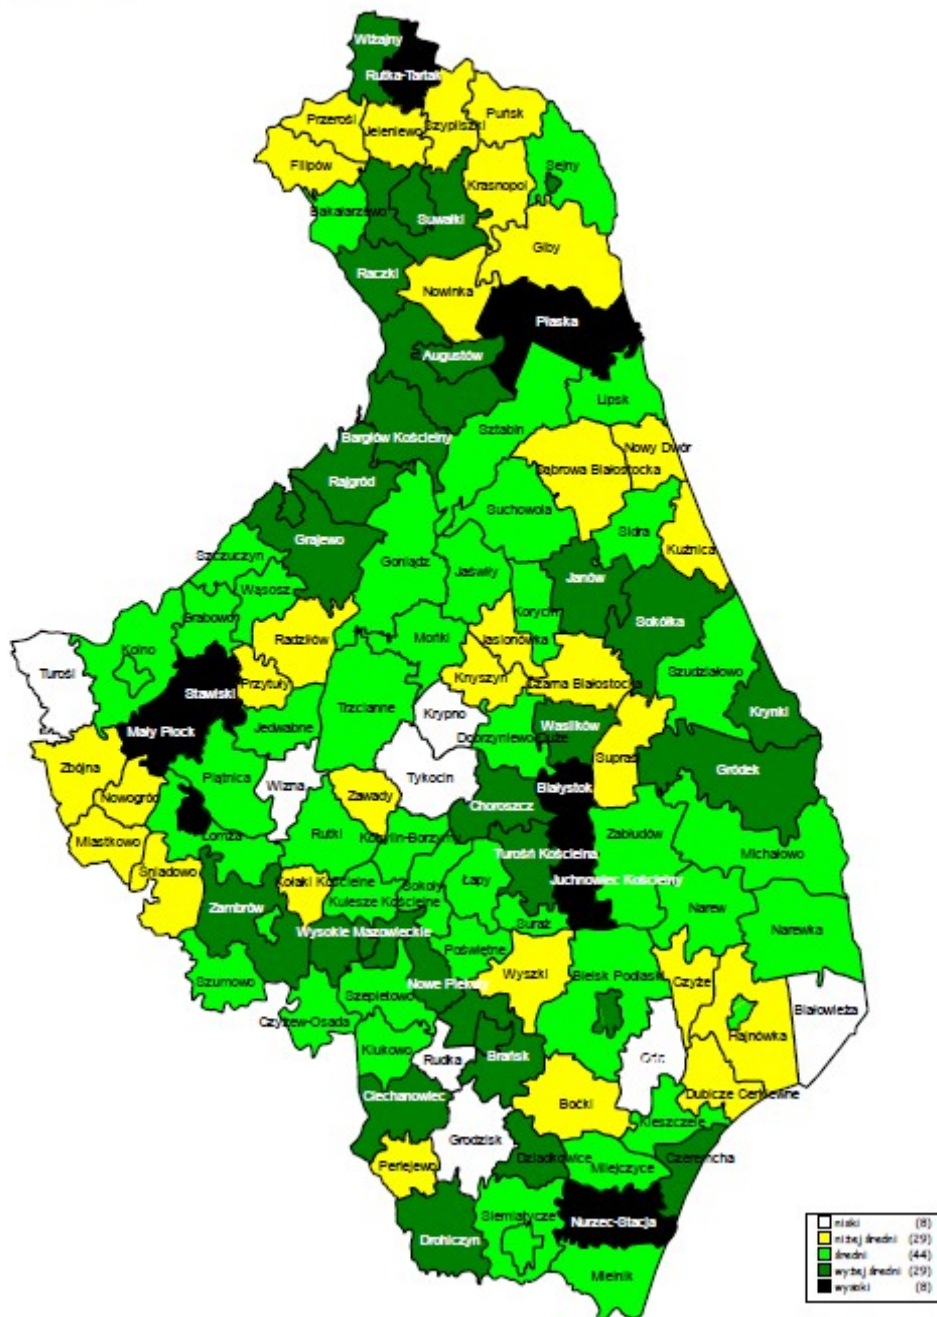 Wiżajny
Rutka-Tartak
Przerośl
Jeleniewo
Szypliszki
Puńsk
Filipów
Krasnopol
Sejny
Bakałarzewo
Suwałki
Giby
Raczki
Nowinka
Płaska
Augustów
Lipsk
Sztabin
Bargłów Kościelny
Nowy Dwór
Dąbrowa Białostocka
Rajgród
Suchowola
Sidra
Grajewo
Kuźnica
Szczuczyn
Goniądz
Jaświły
Janów
Wąsosz
Grabowo
Korycin
Sokółka
Radziłów
Mońki
Jasionówka
Kolno
Turośl
Szudziałowo
Stawiski
Przytuły
Knyszyn
Czarna Białostocka
Trzcianne
Krypno
Krynki
Mały Płock
Jedwabne
Dobrzyniewo Duże
Wasilków
Supraśl
Gródek
Zbójna
Piątnica
Wizna
Tykocin
Białystok
Nowogród
Zawady
Choroszcz
Miastkowo
Łomża
Rutki
Kobylin-Borzymy
Zabłudów
Turośń Kościelna
Michałowo
Śniadowo
Kołaki Kościelne
Sokoły
Łapy
Juchnowiec Kościelny
Kulesze Kościelne
Zambrów
Suraż
Narew
Narewka
Wysokie Mazowieckie
Poświętne
Szumowo
Wyszki
Bielsk Podlaski
Czyże
Nowe Piekuty
Szepietowo
Czyżew-Osada
Hajnówka
Białowieża
Klukowo
Rudka
Brańsk
Ciechanowiec
Boćki
Dubicze Cerkiewne
Kleszczele
Grodzisk
Perlejewo
Dziadkowice
Milejczyce
Czeremcha
Siemiatycze
Nurzec-Stacja
Drohiczyn
Mielnik
niski (8)
niżej średni (29)
średni (44)
wyżej średni (29)
wysoki (8)